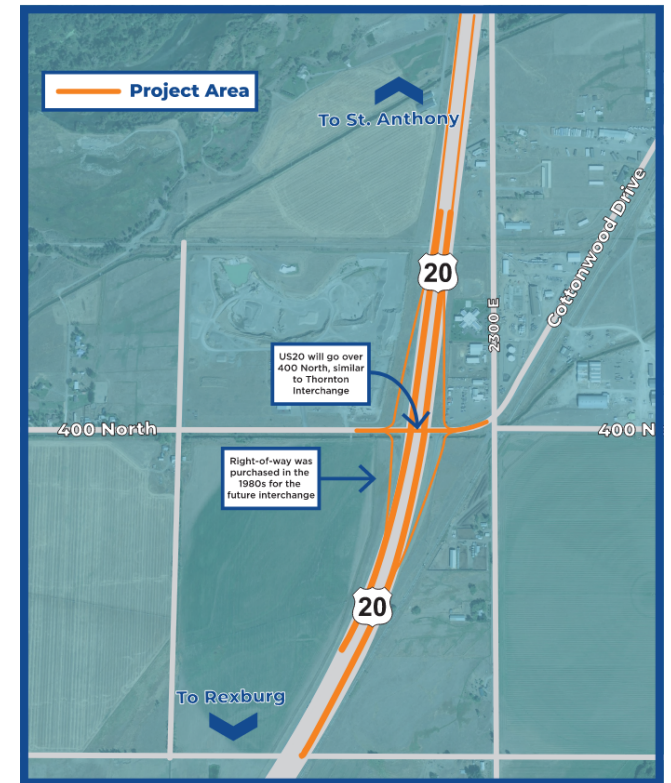 Project Area
To St. Anthony
20
Cottonwood Drive
2300 E
US20 will go over
400 North, similar
to Thornton
Interchange
400 North
400 N
Right-of-way was
purchased in the
1980s for the
future interchange
20
To Rexburg